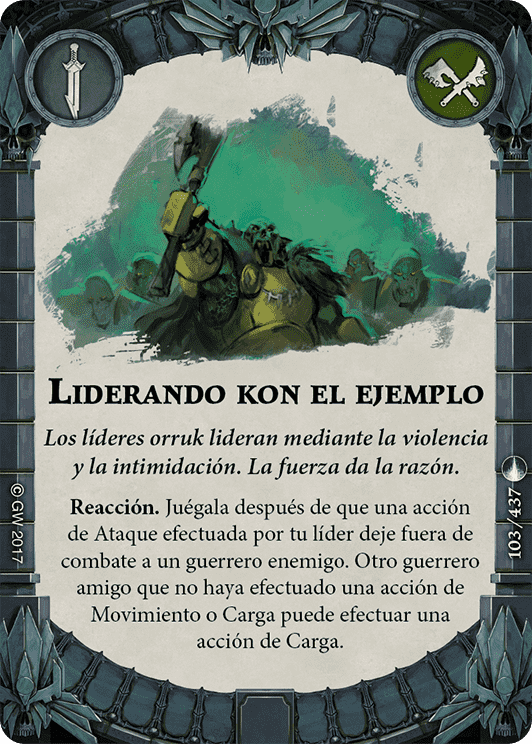 Liderando kon el ejemplo
Los líderes orruk lideran mediante la violencia
y la intimidación. La fuerza da la razón.
Reacción. Juégala después de que una acción
de Ataque efectuada por tu líder deje fuera de
combate a un guerrero enemigo. Otro guerrero
amigo que no haya efectuado una acción de
Movimiento o Carga puede efectuar una
acción de Carga.
© GW 2017
103/437